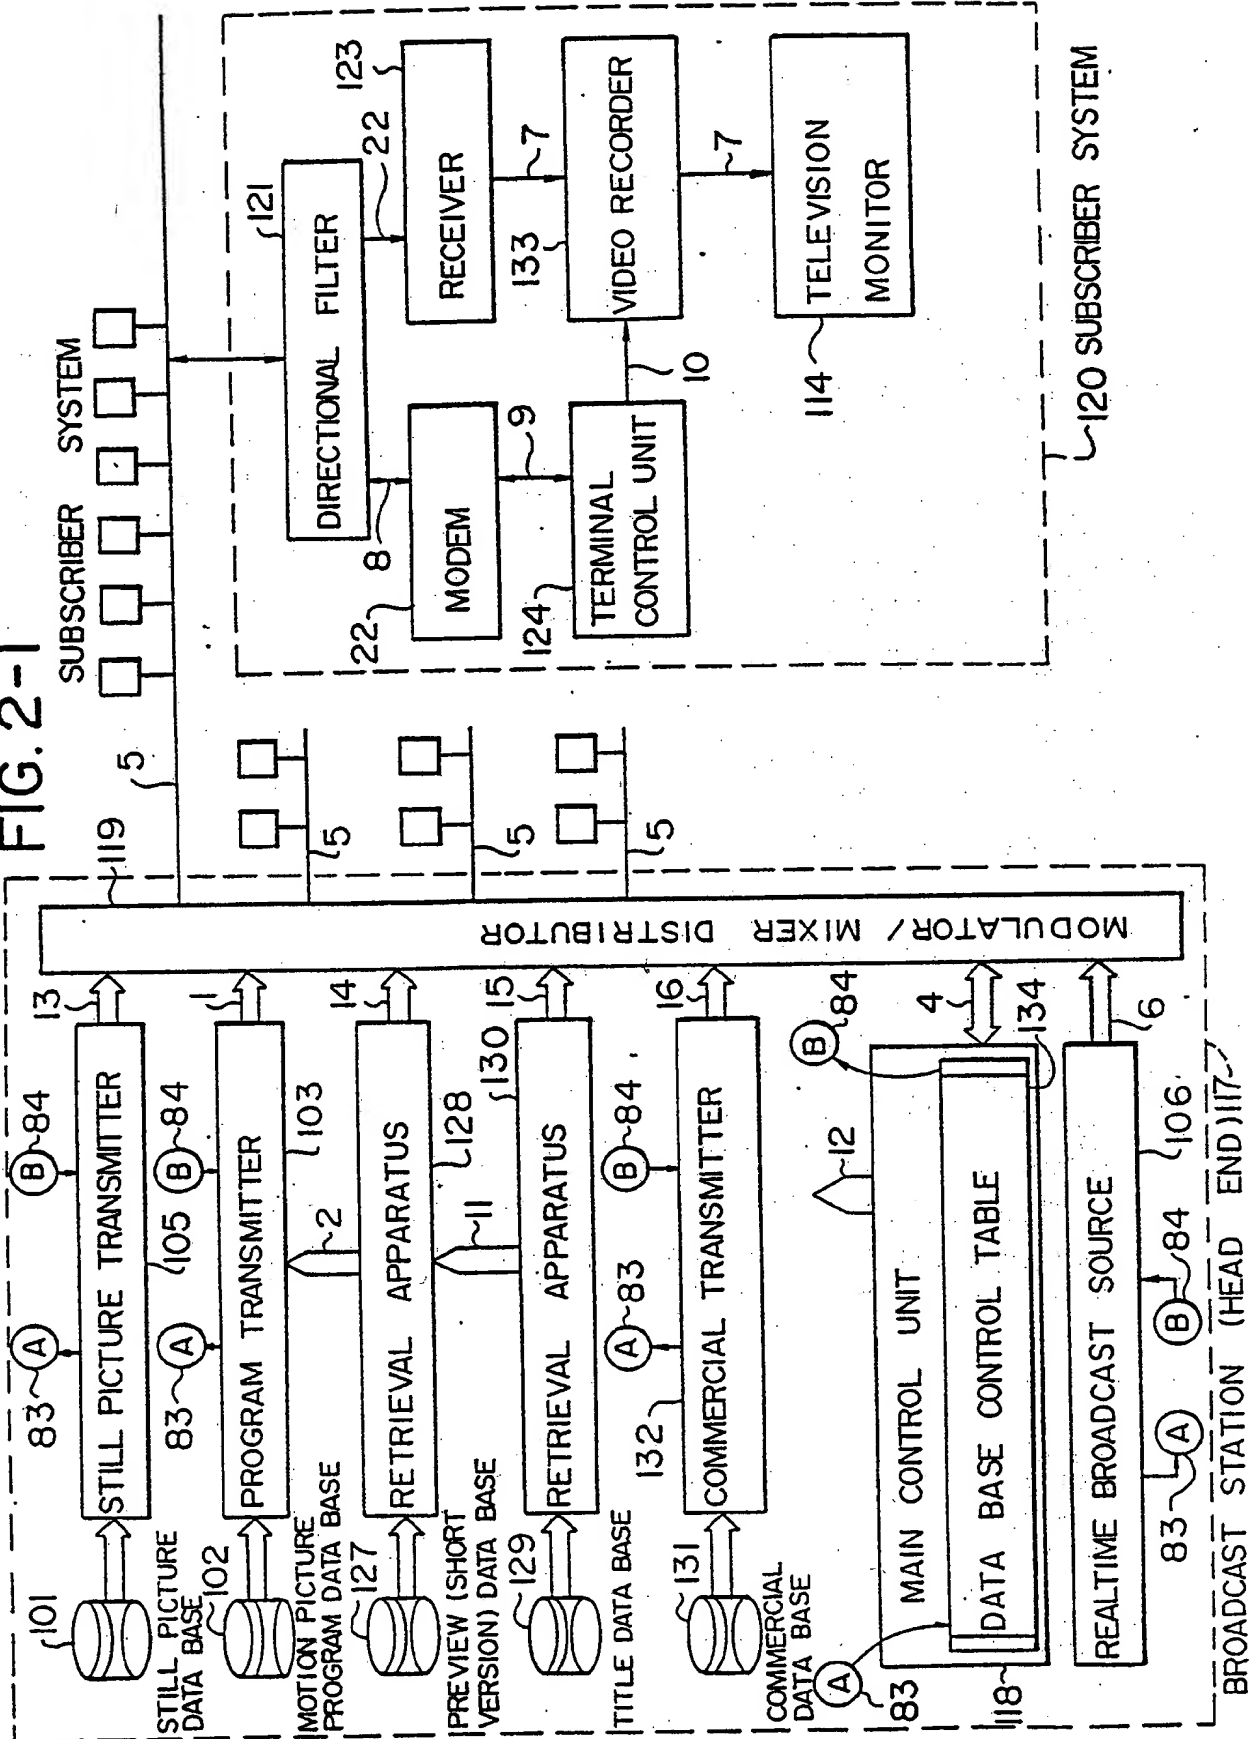 FIG. 2-1
101
STILL PICTURE
DATA BASE
83
A
B
84
STILL PICTURE TRANSMITTER
105
13
119
102
MOTION PICTURE
PROGRAM DATA BASE
83
A
B
84
PROGRAM TRANSMITTER
103
1
2
127
PREVIEW (SHORT
VERSION) DATA BASE
RETRIEVAL APPARATUS
128
14
11
129
TITLE DATA BASE
RETRIEVAL APPARATUS
130
15
131
COMMERCIAL
DATA BASE
132
A
83
B
84
COMMERCIAL TRANSMITTER
16
MODULATOR/MIXER DISTRIBUTOR
A
83
118
MAIN CONTROL UNIT
DATA BASE CONTROL TABLE
12
B
84
4
134
REALTIME BROADCAST SOURCE
106
6
83
A
B
84
BROADCAST STATION (HEAD END) 117
5
5
5
5
SUBSCRIBER SYSTEM
DIRECTIONAL FILTER
121
8
22
22
MODEM
9
RECEIVER
123
7
124
TERMINAL
CONTROL UNIT
10
133
VIDEO RECORDER
7
114
TELEVISION
MONITOR
120 SUBSCRIBER SYSTEM